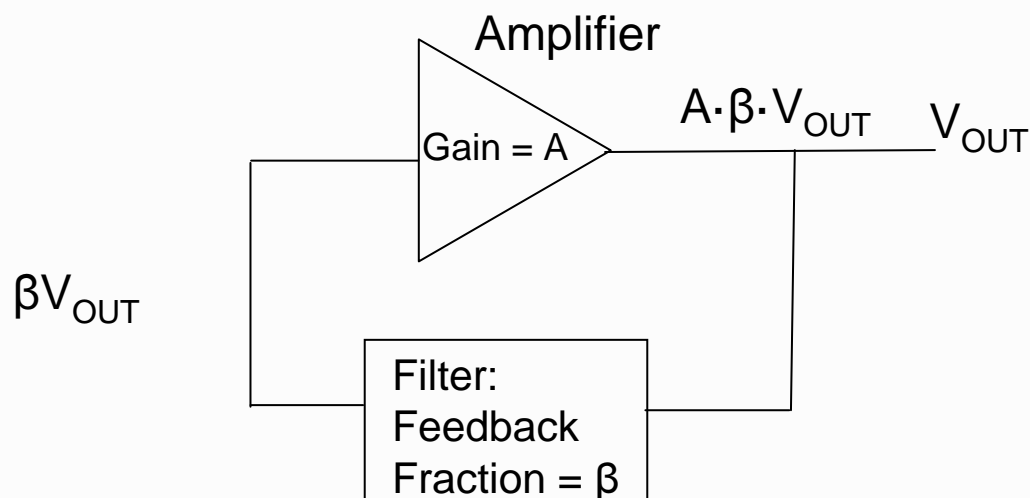 Amplifier
A·β·V_OUT
V_OUT
Gain = A
βV_OUT
Filter:
Feedback
Fraction = β